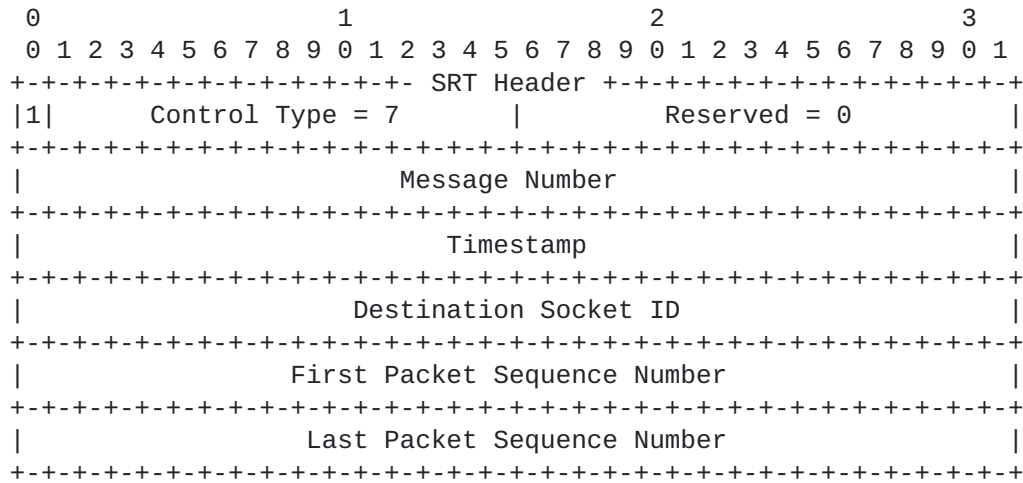 0                   1                   2                   3
 0 1 2 3 4 5 6 7 8 9 0 1 2 3 4 5 6 7 8 9 0 1 2 3 4 5 6 7 8 9 0 1
+-+-+-+-+-+-+-+-+-+-+-+-+- SRT Header +-+-+-+-+-+-+-+-+-+-+-+-+-+
|1|      Control Type = 7       |         Reserved = 0          |
+-+-+-+-+-+-+-+-+-+-+-+-+-+-+-+-+-+-+-+-+-+-+-+-+-+-+-+-+-+-+-+-+
|                        Message Number                         |
+-+-+-+-+-+-+-+-+-+-+-+-+-+-+-+-+-+-+-+-+-+-+-+-+-+-+-+-+-+-+-+-+
|                           Timestamp                           |
+-+-+-+-+-+-+-+-+-+-+-+-+-+-+-+-+-+-+-+-+-+-+-+-+-+-+-+-+-+-+-+-+
|                     Destination Socket ID                     |
+-+-+-+-+-+-+-+-+-+-+-+-+-+-+-+-+-+-+-+-+-+-+-+-+-+-+-+-+-+-+-+-+
|                 First Packet Sequence Number                  |
+-+-+-+-+-+-+-+-+-+-+-+-+-+-+-+-+-+-+-+-+-+-+-+-+-+-+-+-+-+-+-+-+
|                  Last Packet Sequence Number                  |
+-+-+-+-+-+-+-+-+-+-+-+-+-+-+-+-+-+-+-+-+-+-+-+-+-+-+-+-+-+-+-+-+